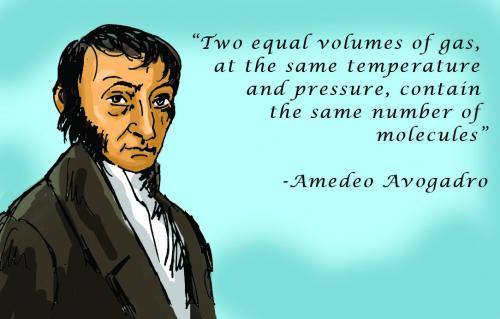 “Two equal volumes of gas,
at the same temperature
and pressure, contain
the same number of
molecules”
-Amedeo Avogadro